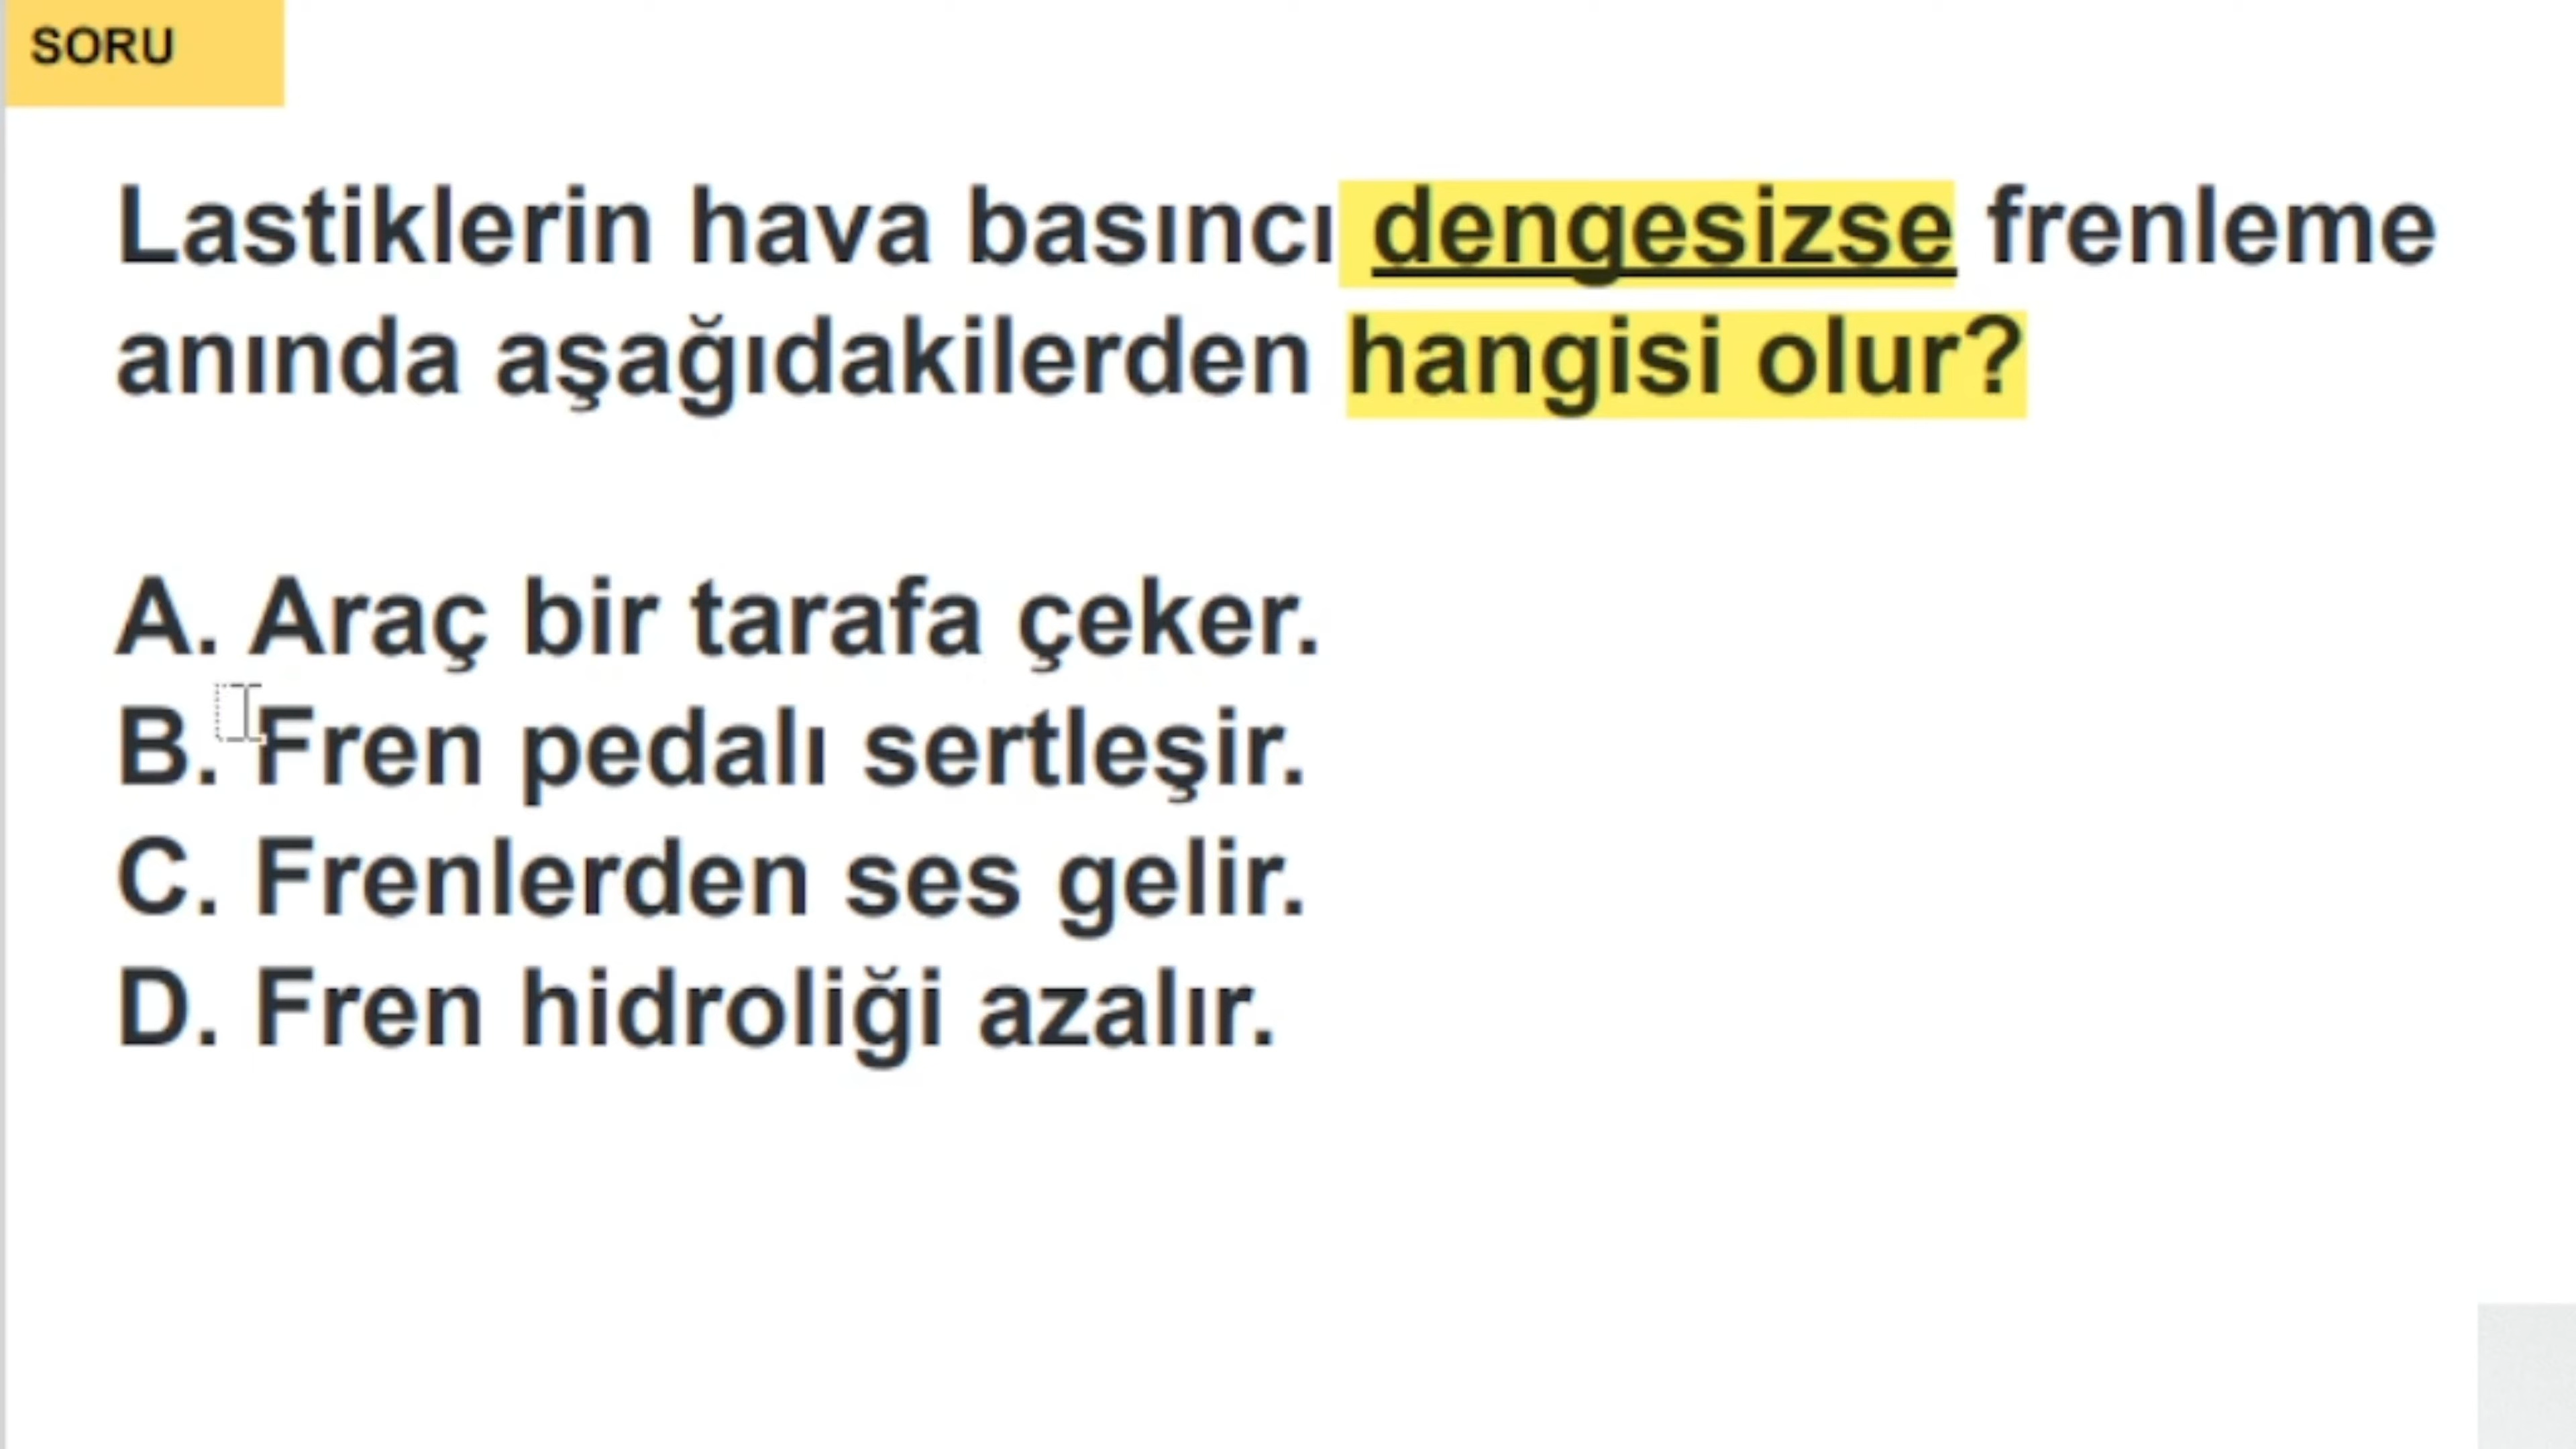 SORU
Lastiklerin hava basıncı dengesizse frenleme
anında aşağıdakilerden hangisi olur?
A. Araç bir tarafa çeker.
B. Fren pedalı sertleşir.
C. Frenlerden ses gelir.
D. Fren hidroliği azalır.